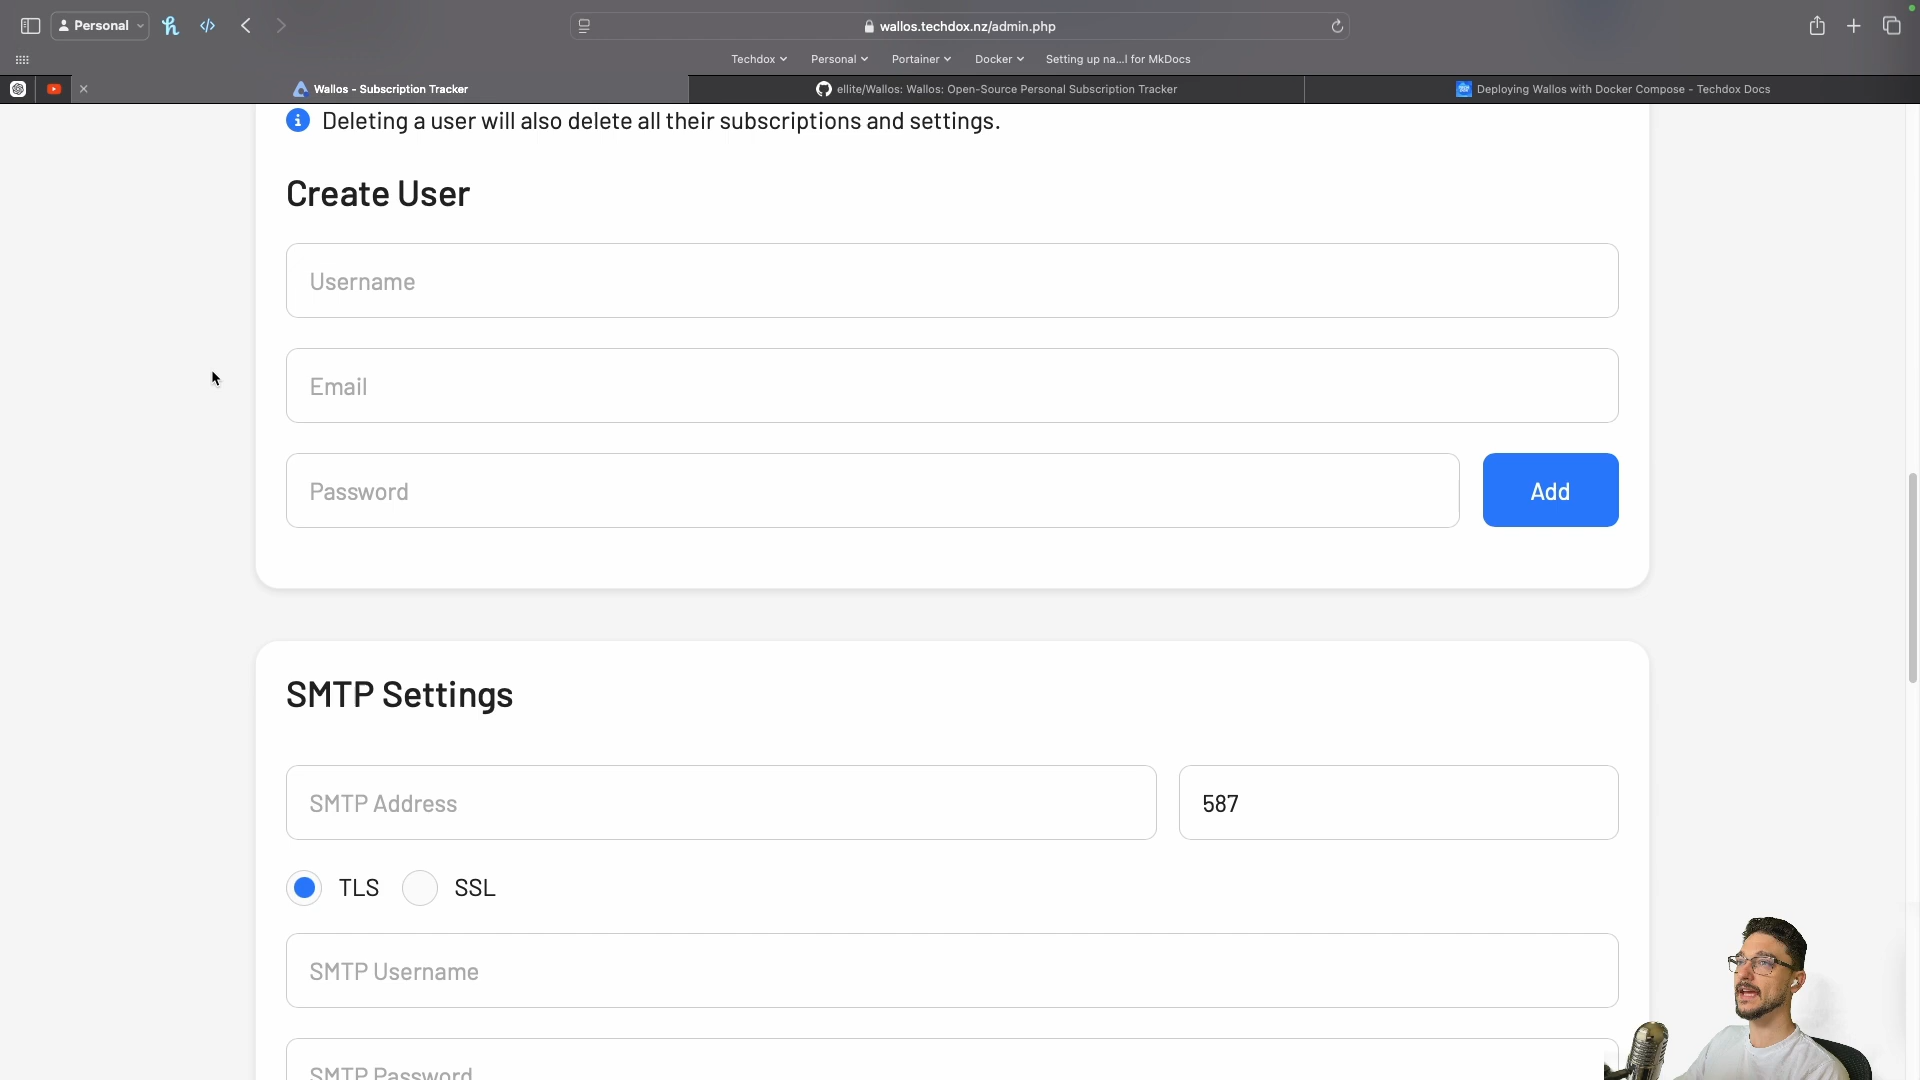 Personal
wallos.techdox.nz/admin.php
Techdox
Personal
Portainer
Docker
Setting up na...l for MkDocs
Wallos - Subscription Tracker
ellite/Wallos: Wallos: Open-Source Personal Subscription Tracker
Deploying Wallos with Docker Compose - Techdox Docs
Deleting a user will also delete all their subscriptions and settings.
Create User
Username
Email
Password
Add
SMTP Settings
SMTP Address
587
TLS
SSL
SMTP Username
SMTP Password